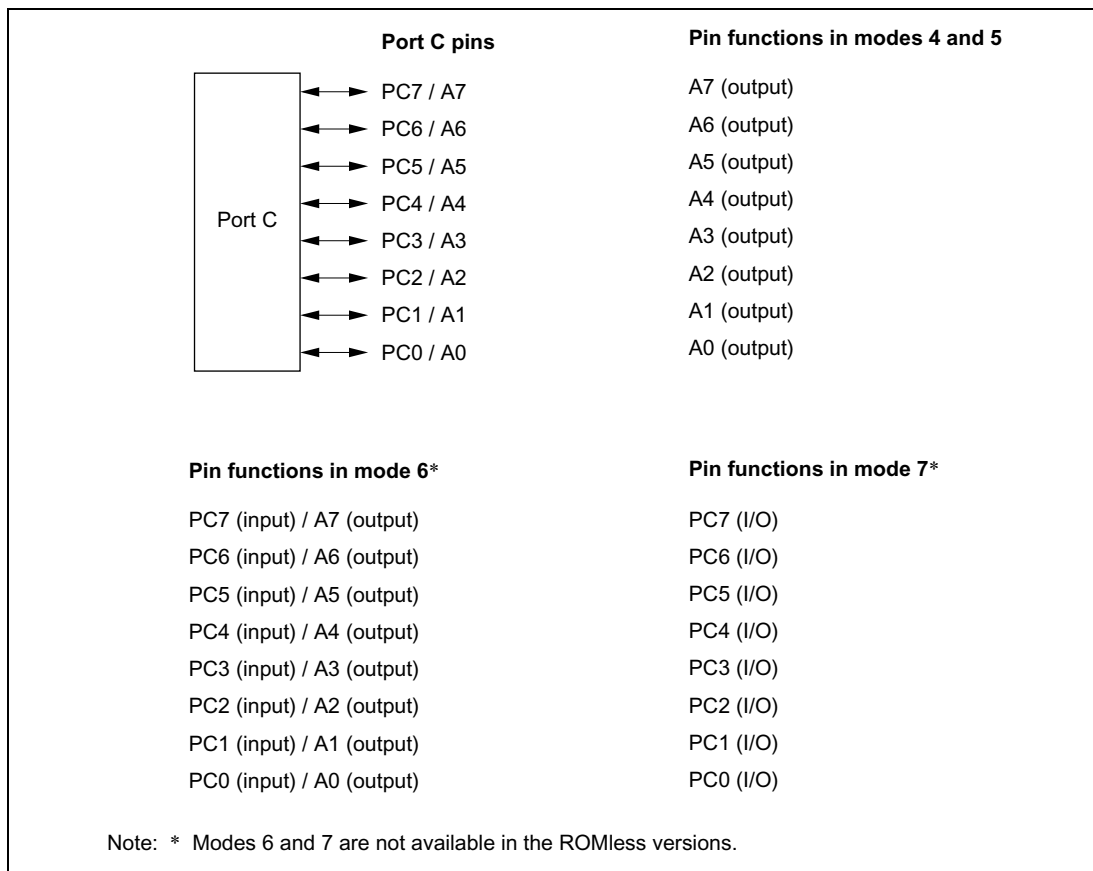 Port C pins
Pin functions in modes 4 and 5
Port C
PC7 / A7
A7 (output)
PC6 / A6
A6 (output)
PC5 / A5
A5 (output)
PC4 / A4
A4 (output)
PC3 / A3
A3 (output)
PC2 / A2
A2 (output)
PC1 / A1
A1 (output)
PC0 / A0
A0 (output)
Pin functions in mode 6*
PC7 (input) / A7 (output)
PC6 (input) / A6 (output)
PC5 (input) / A5 (output)
PC4 (input) / A4 (output)
PC3 (input) / A3 (output)
PC2 (input) / A2 (output)
PC1 (input) / A1 (output)
PC0 (input) / A0 (output)
Pin functions in mode 7*
PC7 (I/O)
PC6 (I/O)
PC5 (I/O)
PC4 (I/O)
PC3 (I/O)
PC2 (I/O)
PC1 (I/O)
PC0 (I/O)
Note: * Modes 6 and 7 are not available in the ROMless versions.